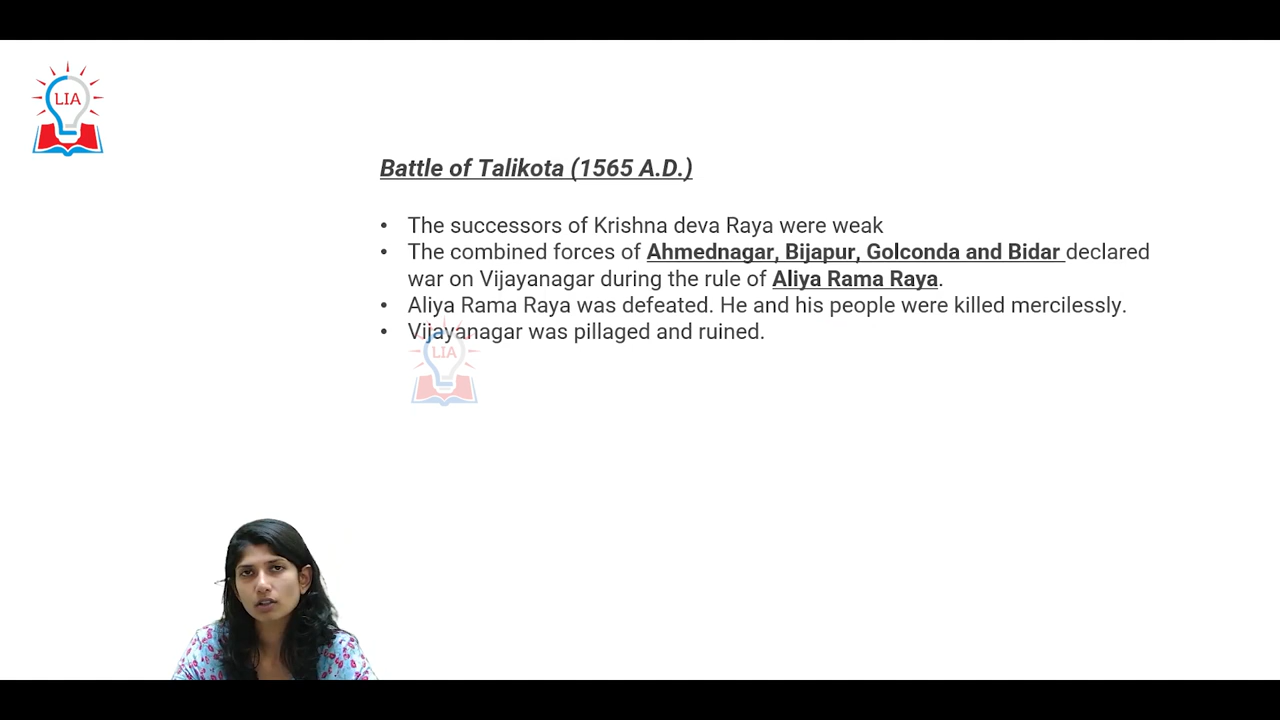 LIA
Battle of Talikota (1565 A.D.)
• The successors of Krishna deva Raya were weak
• The combined forces of Ahmednagar, Bijapur, Golconda and Bidar declared
war on Vijayanagar during the rule of Aliya Rama Raya.
• Aliya Rama Raya was defeated. He and his people were killed mercilessly.
• Vijayanagar was pillaged and ruined.
LIA